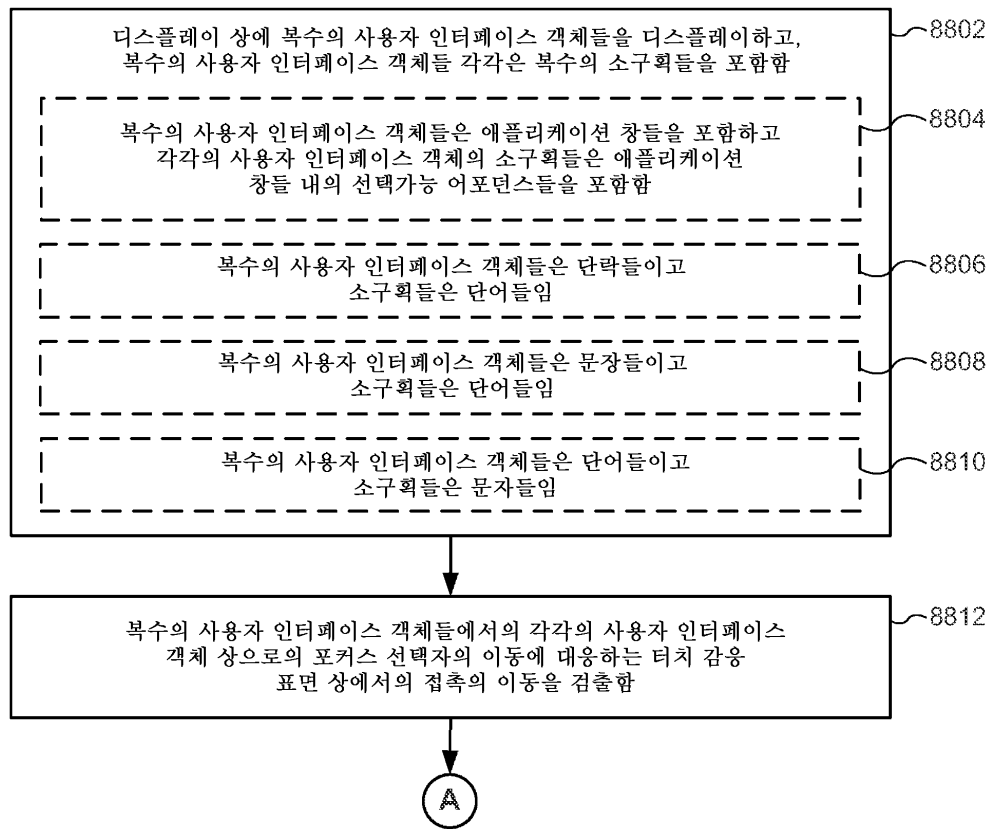 디스플레이 상에 복수의 사용자 인터페이스 객체들을 디스플레이하고,
복수의 사용자 인터페이스 객체들 각각은 복수의 소구획들을 포함함
8802
복수의 사용자 인터페이스 객체들은 애플리케이션 창들을 포함하고
각각의 사용자 인터페이스 객체의 소구획들은 애플리케이션
창들 내의 선택가능 어포던스들을 포함함
8804
복수의 사용자 인터페이스 객체들은 단락들이고
소구획들은 단어들임
8806
복수의 사용자 인터페이스 객체들은 문장들이고
소구획들은 단어들임
8808
복수의 사용자 인터페이스 객체들은 단어들이고
소구획들은 문자들임
8810
복수의 사용자 인터페이스 객체들에서의 각각의 사용자 인터페이스
객체 상으로의 포커스 선택자의 이동에 대응하는 터치 감응
표면 상에서의 접촉의 이동을 검출함
8812
A